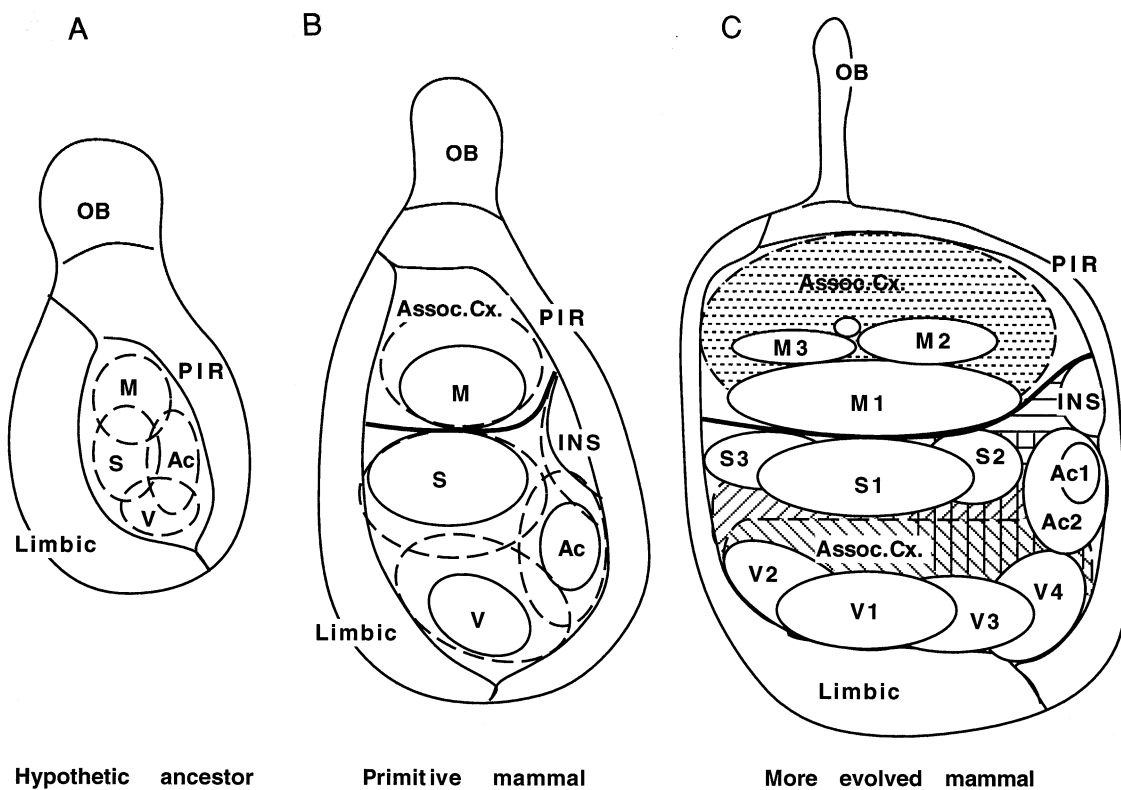 A
OB
PIR
M
S
Ac
V
Limbic
Hypothetic ancestor
B
OB
Assoc.Cx.
PIR
M
INS
S
Ac
V
Limbic
Primitive mammal
C
OB
PIR
Assoc.Cx.
M3
M2
M1
INS
S3
S2
S1
Ac1
Ac2
Assoc.Cx.
V2
V4
V1
V3
Limbic
More evolved mammal